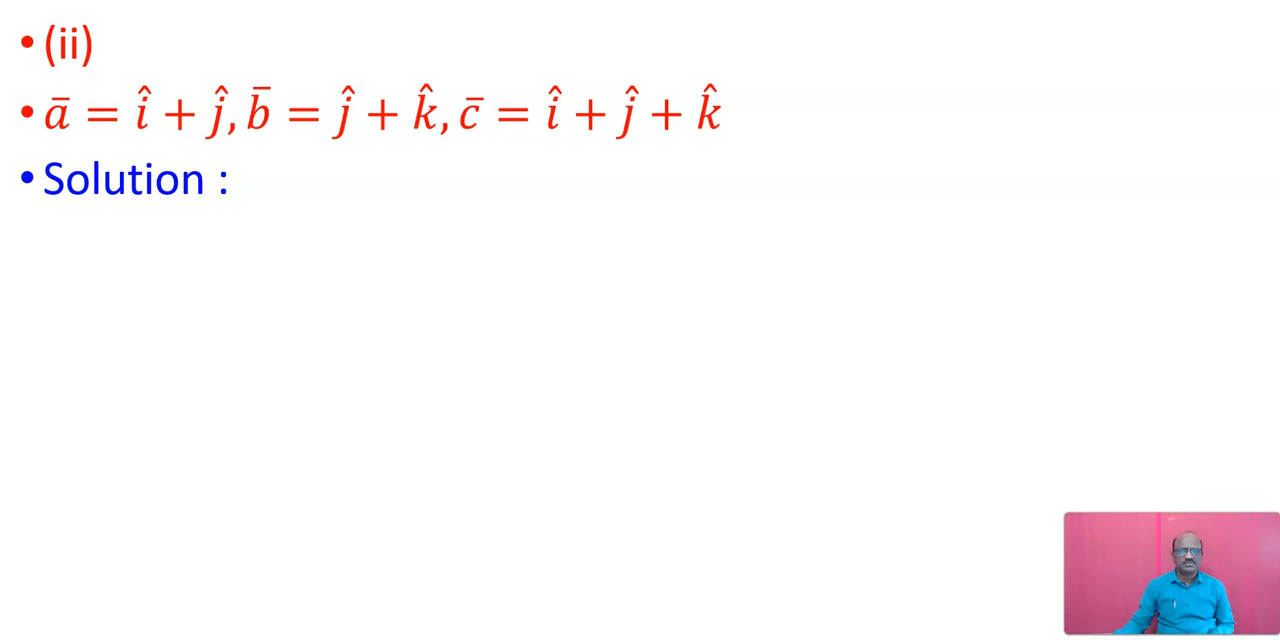 • (ii)
• a̅ = î + ĵ, b̅ = ĵ + k̂, c̅ = î + ĵ + k̂
• Solution :